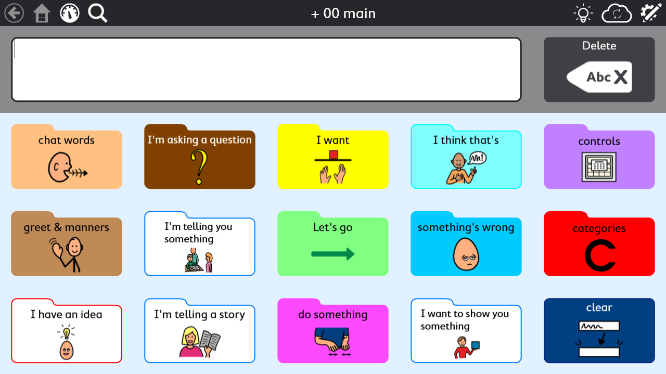 + 00 main
Delete
Abc X
chat words
I'm asking a question
?
I want
I think that's
Ah!
controls
greet & manners
I'm telling you
something
Let's go
something's wrong
categories
C
I have an idea
I'm telling a story
do something
I want to show you
something
clear